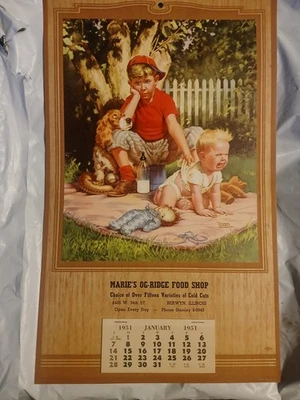 MARIE'S OG-RIDGE FOOD SHOP
Choice of Over Fifteen Varieties of Cold Cuts
BERWYN, ILLINOIS
Open Every Day — Phone Stanley
1951 JANUARY 1951
1 2 3 4 5 6
7 8 9 10 11 12 13
14 15 16 17 18 19 20
21 22 23 24 25 26 27
28 29 30 31